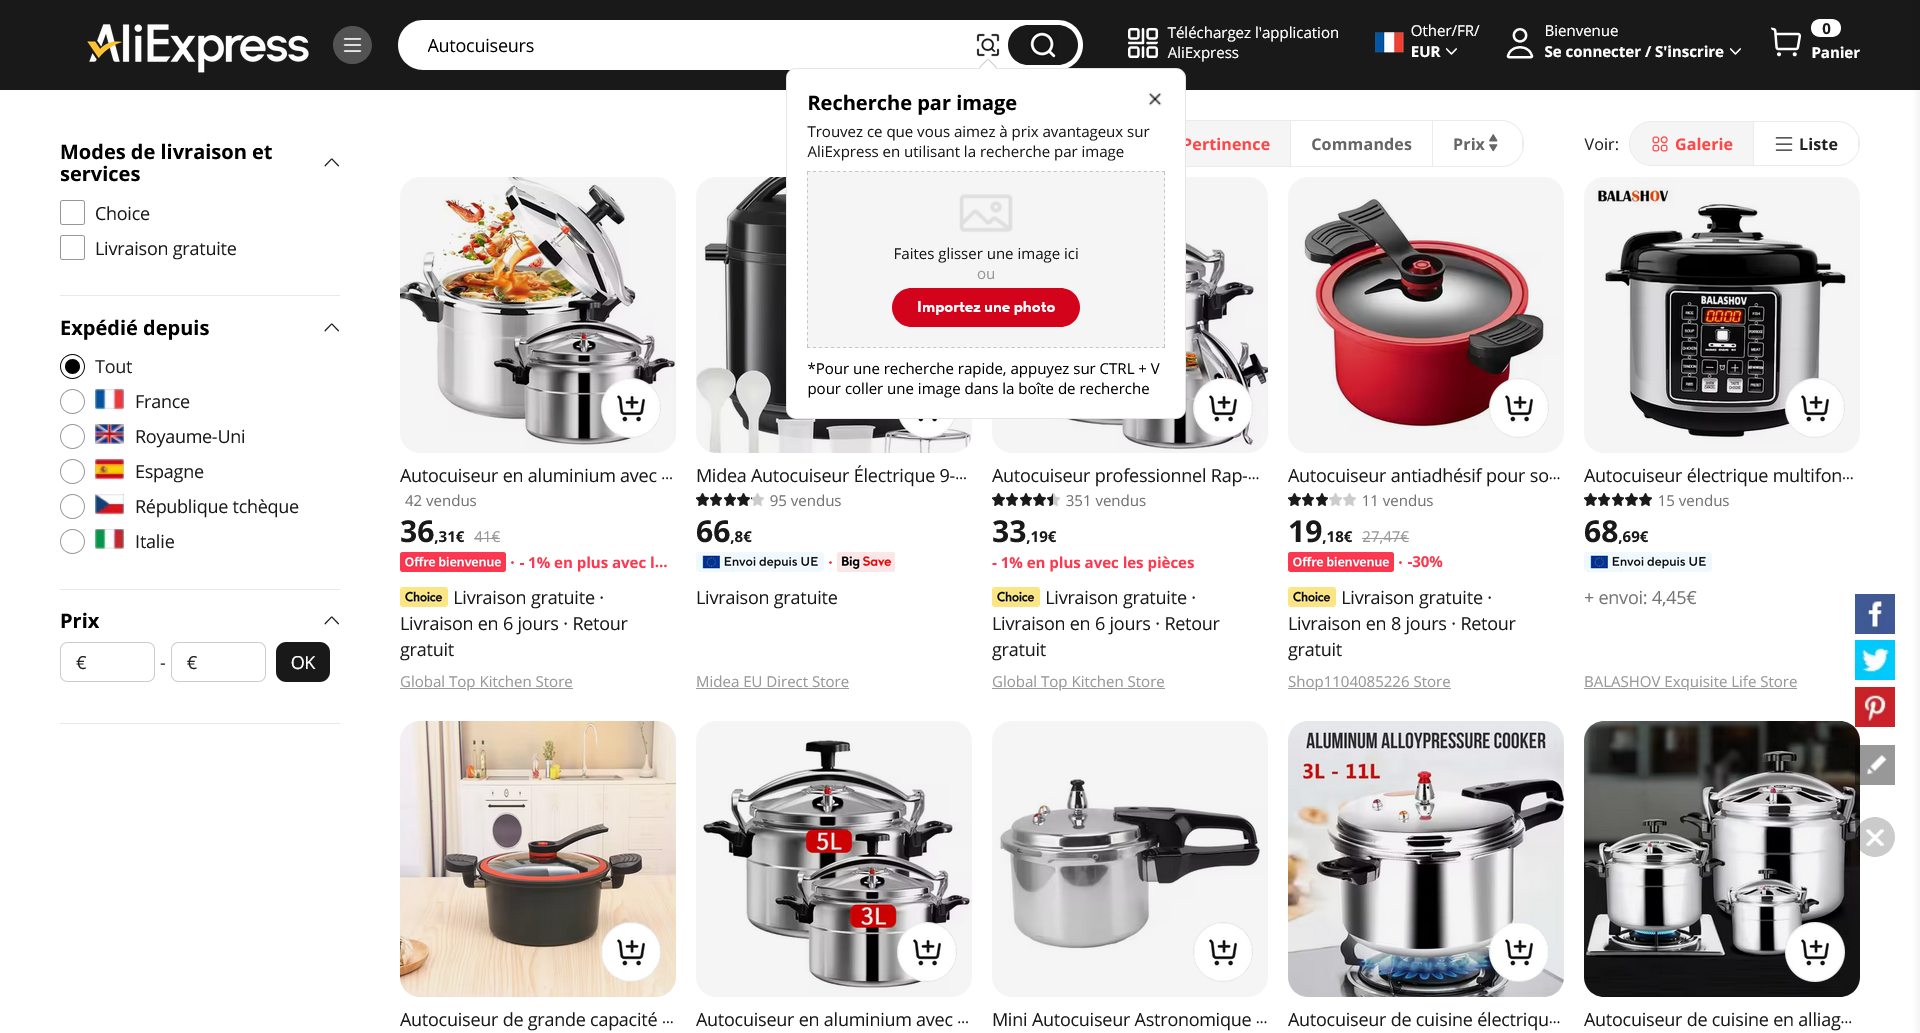 AliExpress
Autocuiseurs
Téléchargez l'application
AliExpress
Other/FR/
EUR
Bienvenue
Se connecter / S'inscrire
0
Panier
Recherche par image
Trouvez ce que vous aimez à prix avantageux sur
AliExpress en utilisant la recherche par image
Faites glisser une image ici
ou
Importez une photo
*Pour une recherche rapide, appuyez sur CTRL + V
pour coller une image dans la boîte de recherche
Pertinence
Commandes
Prix
Voir:
Galerie
Liste
Modes de livraison et
services
Choice
Livraison gratuite
Expédié depuis
Tout
France
Royaume-Uni
Espagne
République tchèque
Italie
Prix
€ - € OK
BALASHOV
BALASHOV
0000
Autocuiseur en aluminium avec ...
42 vendus
36,31€ 41€
Offre bienvenue · - 1% en plus avec l...
Choice Livraison gratuite ·
Livraison en 6 jours · Retour
gratuit
Global Top Kitchen Store
Midea Autocuiseur Électrique 9-...
95 vendus
66,8€
Envoi depuis UE · Big Save
Livraison gratuite
Midea EU Direct Store
Autocuiseur professionnel Rap-...
351 vendus
33,19€
- 1% en plus avec les pièces
Choice Livraison gratuite ·
Livraison en 6 jours · Retour
gratuit
Global Top Kitchen Store
Autocuiseur antiadhésif pour so...
11 vendus
19,18€ 27,47€
Offre bienvenue · -30%
Choice Livraison gratuite ·
Livraison en 8 jours · Retour
gratuit
Shop1104085226 Store
Autocuiseur électrique multifon...
15 vendus
68,69€
Envoi depuis UE
+ envoi: 4,45€
BALASHOV Exquisite Life Store
5L
3L
ALUMINUM ALLOYPRESSURE COOKER
3L - 11L
Autocuiseur de grande capacité ...
Autocuiseur en aluminium avec ...
Mini Autocuiseur Astronomique ...
Autocuiseur de cuisine électriqu...
Autocuiseur de cuisine en alliag...